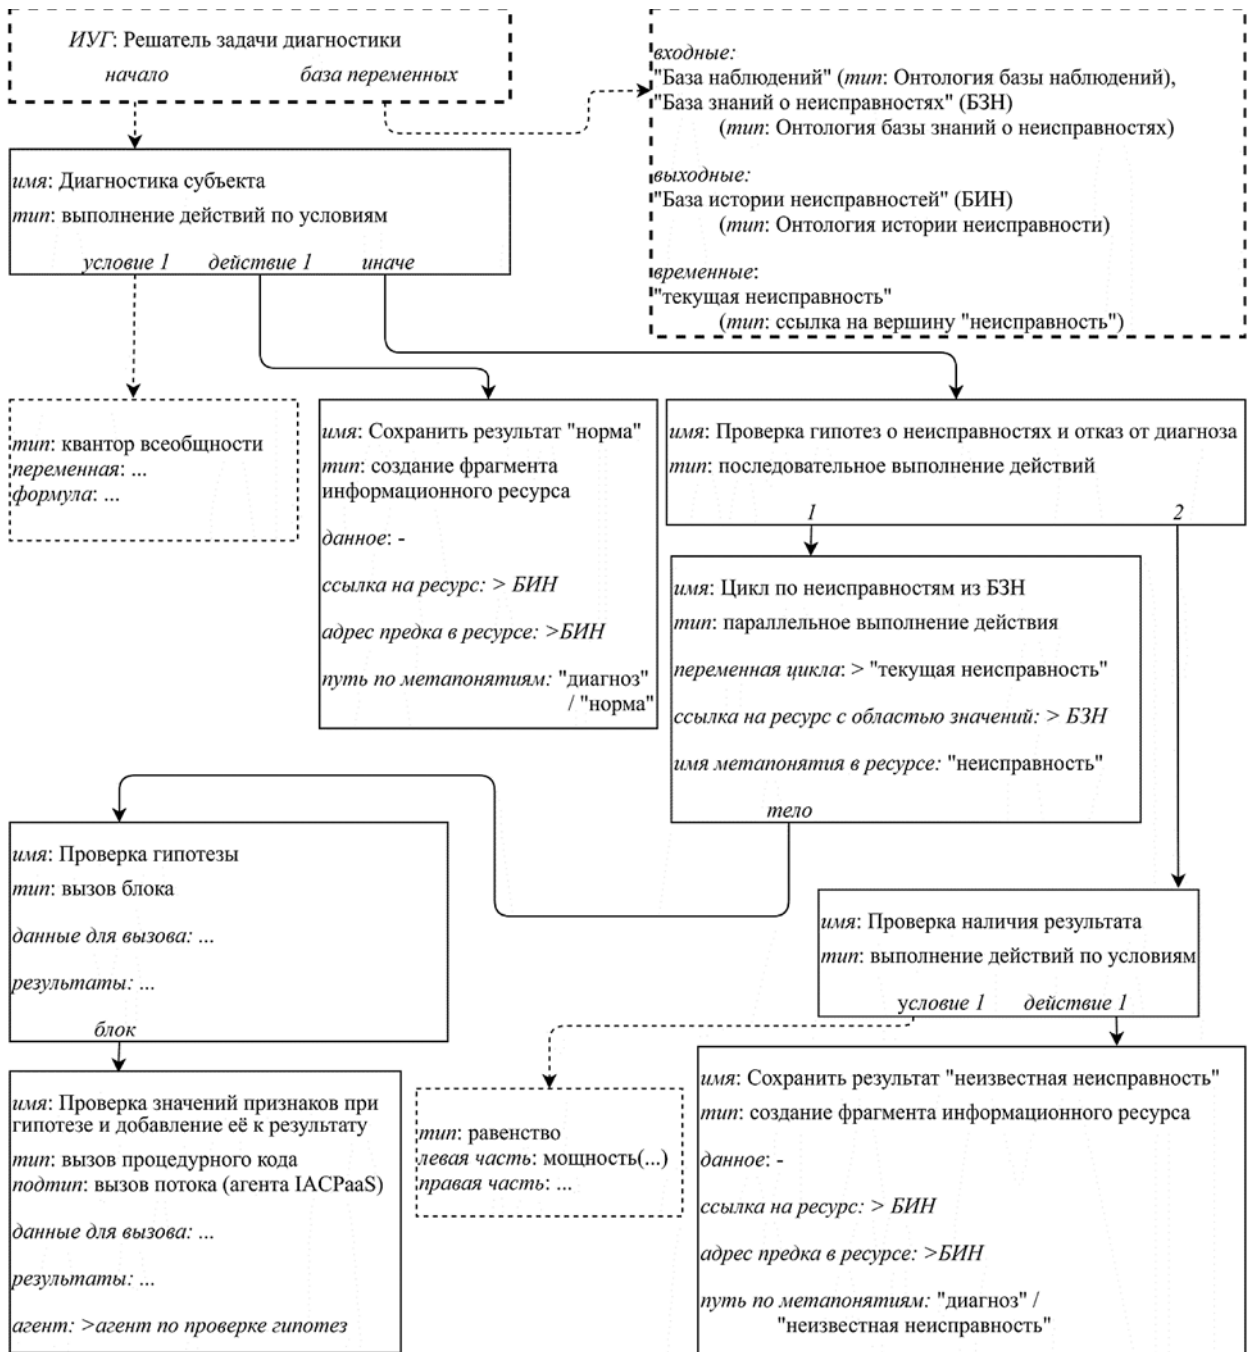 ИУГ: Решатель задачи диагностики
начало база переменных
входные:
"База наблюдений" (тип: Онтология базы наблюдений),
"База знаний о неисправностях" (БЗН)
(тип: Онтология базы знаний о неисправностях)
выходные:
"База истории неисправностей" (БИН)
(тип: Онтология истории неисправности)
временные:
"текущая неисправность"
(тип: ссылка на вершину "неисправность")
имя: Диагностика субъекта
тип: выполнение действий по условиям
условие 1 действие 1 иначе
тип: квантор всеобщности
переменная: ...
формула: ...
имя: Сохранить результат "норма"
тип: создание фрагмента
информационного ресурса
данное: -
ссылка на ресурс: > БИН
адрес предка в ресурсе: >БИН
путь по метапонятиям: "диагноз"
/ "норма"
имя: Проверка гипотез о неисправностях и отказ от диагноза
тип: последовательное выполнение действий
1 2
имя: Цикл по неисправностям из БЗН
тип: параллельное выполнение действия
переменная цикла: > "текущая неисправность"
ссылка на ресурс с областью значений: > БЗН
имя метапонятия в ресурсе: "неисправность"
тело
имя: Проверка гипотезы
тип: вызов блока
данные для вызова: ...
результаты: ...
блок
имя: Проверка наличия результата
тип: выполнение действий по условиям
условие 1 действие 1
имя: Проверка значений признаков при
гипотезе и добавление её к результату
тип: вызов процедурного кода
подтип: вызов потока (агента IACPaaS)
данные для вызова: ...
результаты: ...
агент: >агент по проверке гипотез
тип: равенство
левая часть: мощность(...)
правая часть: ...
имя: Сохранить результат "неизвестная неисправность"
тип: создание фрагмента информационного ресурса
данное: -
ссылка на ресурс: > БИН
адрес предка в ресурсе: >БИН
путь по метапонятиям: "диагноз" /
"неизвестная неисправность"